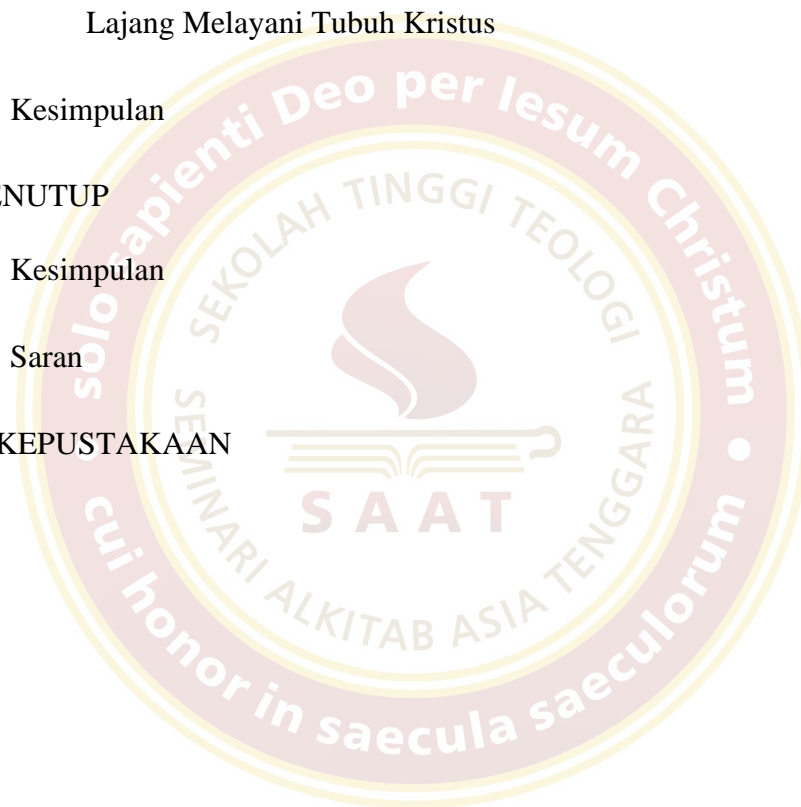 Lajang Melayani Tubuh Kristus
Kesimpulan
ENUTUP
Kesimpulan
Saran
KEPUSTAKAAN
solo sapienti Deo per Iesum Christum
cui honor in saecula saeculorum
SEKOLAH TINGGI TEOLOGI
SEMINARI ALKITAB ASIA TENGGARA
SAAT